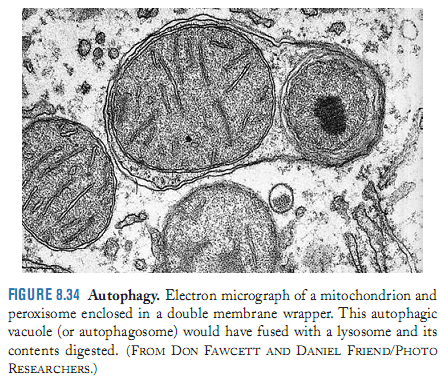 FIGURE 8.34 Autophagy. Electron micrograph of a mitochondrion and
peroxisome enclosed in a double membrane wrapper. This autophagic
vacuole (or autophagosome) would have fused with a lysosome and its
contents digested. (FROM DON FAWCETT AND DANIEL FRIEND/PHOTO
RESEARCHERS.)